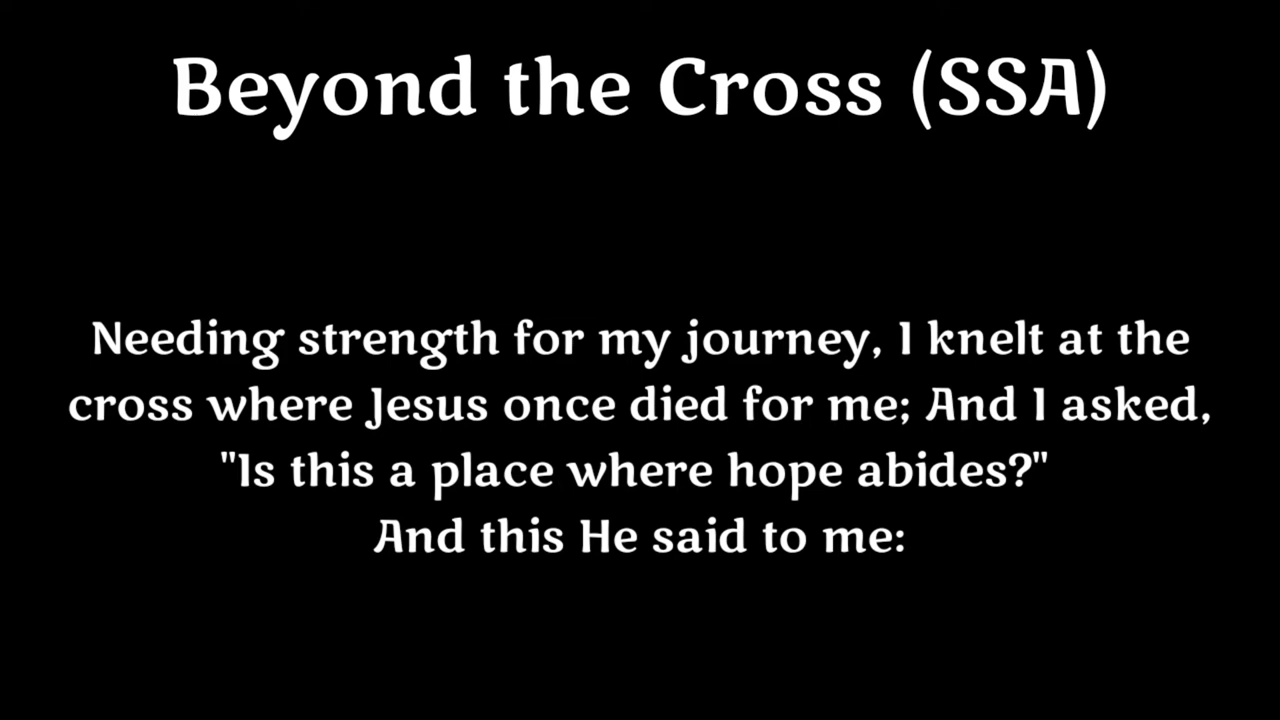 Beyond the Cross (SSA)
Needing strength for my journey, I knelt at the
cross where Jesus once died for me; And I asked,
"Is this a place where hope abides?"
And this He said to me: